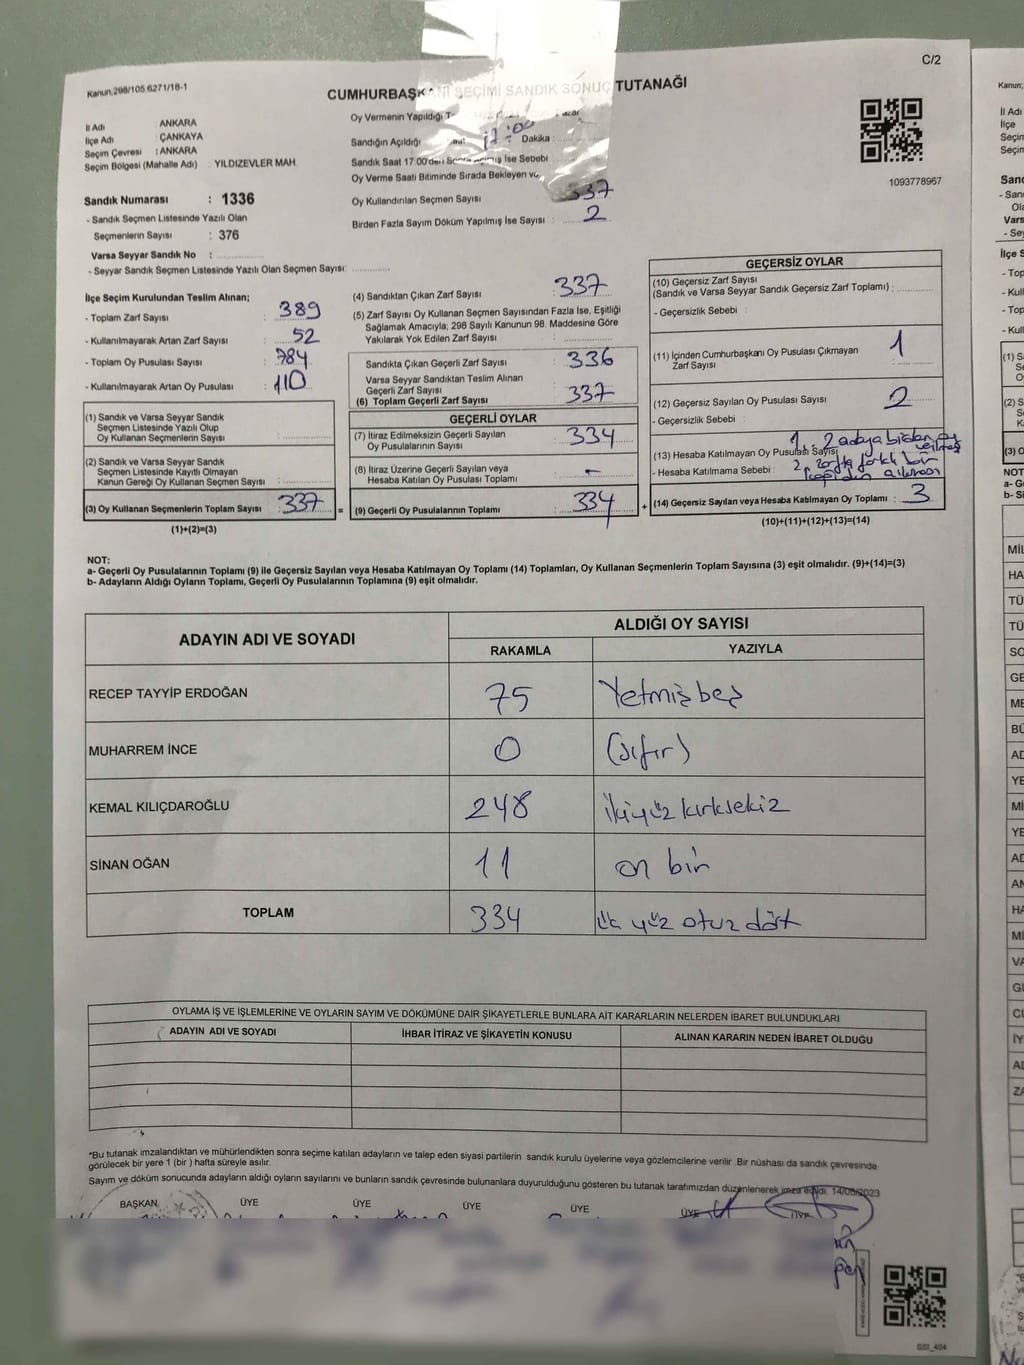 C/2
Kanun 298/105.6271/18-1
CUMHURBAŞKANI SEÇİMİ SANDIK SONUÇ TUTANAĞI
İl Adı ANKARA
İlçe Adı : ÇANKAYA
Seçim Çevresi : ANKARA
Seçim Bölgesi (Mahalle Adı) : YILDIZEVLER MAH.
Sandık Numarası : 1336
- Sandık Seçmen Listesinde Yazılı Olan
Seçmenlerin Sayısı : 376
Varsa Seyyar Sandık No :
- Seyyar Sandık Seçmen Listesinde Yazılı Olan Seçmen Sayısı:
Oy Vermenin Yapıldığı
Sandığın Açıldığı 17:00 Dakika :
Sandık Saat 17:00'den Sonra İse Sebebi
Oy Verme Saati Bitiminde Sırada Bekleyen ve
Oy Kullandırılan Seçmen Sayısı 337
Birden Fazla Sayım Döküm Yapılmış İse Sayısı : 2
1093778967
İlçe Seçim Kurulundan Teslim Alınan;
- Toplam Zarf Sayısı : 389
- Kullanılmayarak Artan Zarf Sayısı : 52
- Toplam Oy Pusulası Sayısı : 784
- Kullanılmayarak Artan Oy Pusulası : 110
(1) Sandık ve Varsa Seyyar Sandık
Seçmen Listesinde Yazılı Olup
Oy Kullanan Seçmenlerin Sayısı :
(2) Sandık ve Varsa Seyyar Sandık
Seçmen Listesinde Kayıtlı Olmayan
Kanun Gereği Oy Kullanan Seçmen Sayısı :
(3) Oy Kullanan Seçmenlerin Toplam Sayısı : 337 =
(1)+(2)=(3)
(4) Sandıktan Çıkan Zarf Sayısı : 337
(5) Zarf Sayısı Oy Kullanan Seçmen Sayısından Fazla İse, Eşitliği
Sağlamak Amacıyla; 298 Sayılı Kanunun 98. Maddesine Göre
Yakılarak Yok Edilen Zarf Sayısı :
Sandıkta Çıkan Geçerli Zarf Sayısı : 336
Varsa Seyyar Sandıktan Teslim Alınan
Geçerli Zarf Sayısı : 337
(6) Toplam Geçerli Zarf Sayısı
GEÇERLİ OYLAR
(7) İtiraz Edilmeksizin Geçerli Sayılan
Oy Pusulalarının Sayısı : 334
(8) İtiraz Üzerine Geçerli Sayılan veya
Hesaba Katılan Oy Pusulası Toplamı : -
(9) Geçerli Oy Pusulalarının Toplamı : 334 +
GEÇERSİZ OYLAR
(10) Geçersiz Zarf Sayısı
(Sandık ve Varsa Seyyar Sandık Geçersiz Zarf Toplamı) :
- Geçersizlik Sebebi :
(11) İçinden Cumhurbaşkanı Oy Pusulası Çıkmayan
Zarf Sayısı : 1
(12) Geçersiz Sayılan Oy Pusulası Sayısı : 2
- Geçersizlik Sebebi :
(13) Hesaba Katılmayan Oy Pusulası Sayısı : 1 - 2 adaya birden oy
- Hesaba Katılmama Sebebi : 2 farklı bir
(14) Geçersiz Sayılan veya Hesaba Katılmayan Oy Toplamı : 3
(10)+(11)+(12)+(13)=(14)
NOT:
a- Geçerli Oy Pusulalarının Toplamı (9) ile Geçersiz Sayılan veya Hesaba Katılmayan Oy Toplamı (14) Toplamları, Oy Kullanan Seçmenlerin Toplam Sayısına (3) eşit olmalıdır. (9)+(14)=(3)
b- Adayların Aldığı Oyların Toplamı, Geçerli Oy Pusulalarının Toplamına (9) eşit olmalıdır.
ADAYIN ADI VE SOYADI
ALDIĞI OY SAYISI
RAKAMLA YAZIYLA
RECEP TAYYİP ERDOĞAN 75 Yetmişbeş
MUHARREM İNCE 0 (sıfır)
KEMAL KILIÇDAROĞLU 248 ikiyüz kırksekiz
SİNAN OĞAN 11 on bir
TOPLAM 334 üç yüz otuz dört
OYLAMA İŞ VE İŞLEMLERİNE VE OYLARIN SAYIM VE DÖKÜMÜNE DAİR ŞİKAYETLERLE BUNLARA AİT KARARLARIN NELERDEN İBARET BULUNDUKLARI
ADAYIN ADI VE SOYADI İHBAR İTİRAZ VE ŞİKAYETİN KONUSU ALINAN KARARIN NEDEN İBARET OLDUĞU
*Bu tutanak imzalandıktan ve mühürlendikten sonra seçime katılan adayların ve talep eden siyasi partilerin sandık kurulu üyelerine veya gözlemcilerine verilir .Bir nüshası da sandık çevresinde
görülecek bir yere 1 (bir ) hafta süreyle asılır.
Sayım ve döküm sonucunda adayların aldığı oyların sayılarını ve bunların sandık çevresinde bulunanlara duyurulduğunu gösteren bu tutanak tarafımızdan düzenlenerek imza edildi. 14/05/2023
BAŞKAN ÜYE ÜYE ÜYE ÜYE ÜYE ÜYE
SSI_404